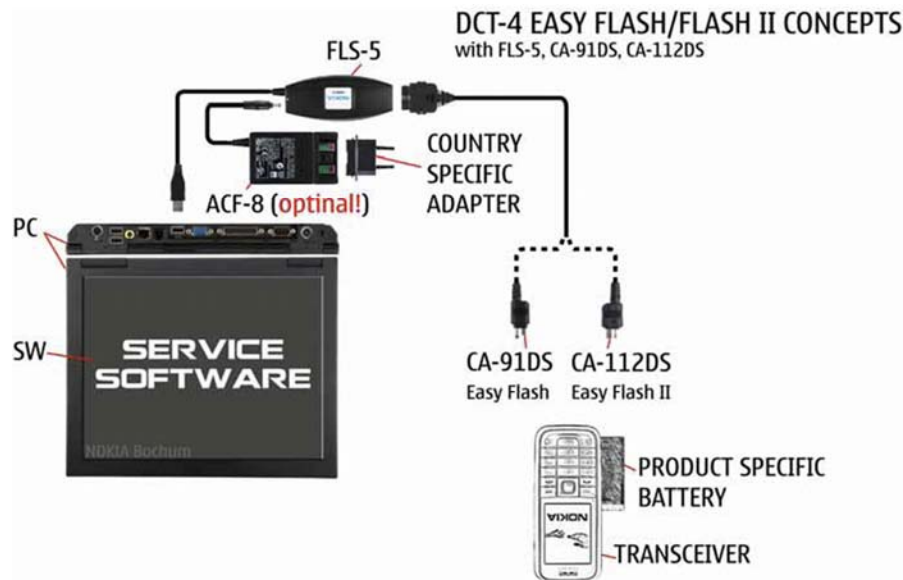 DCT-4 EASY FLASH/FLASH II CONCEPTS
with FLS-5, CA-91DS, CA-112DS
FLS-5
COUNTRY
SPECIFIC
ADAPTER
ACF-8 (optinal!)
PC
SW
SERVICE
SOFTWARE
NOKIA Bochum
CA-91DS
Easy Flash
CA-112DS
Easy Flash II
PRODUCT SPECIFIC
BATTERY
NOKIA
TRANSCEIVER